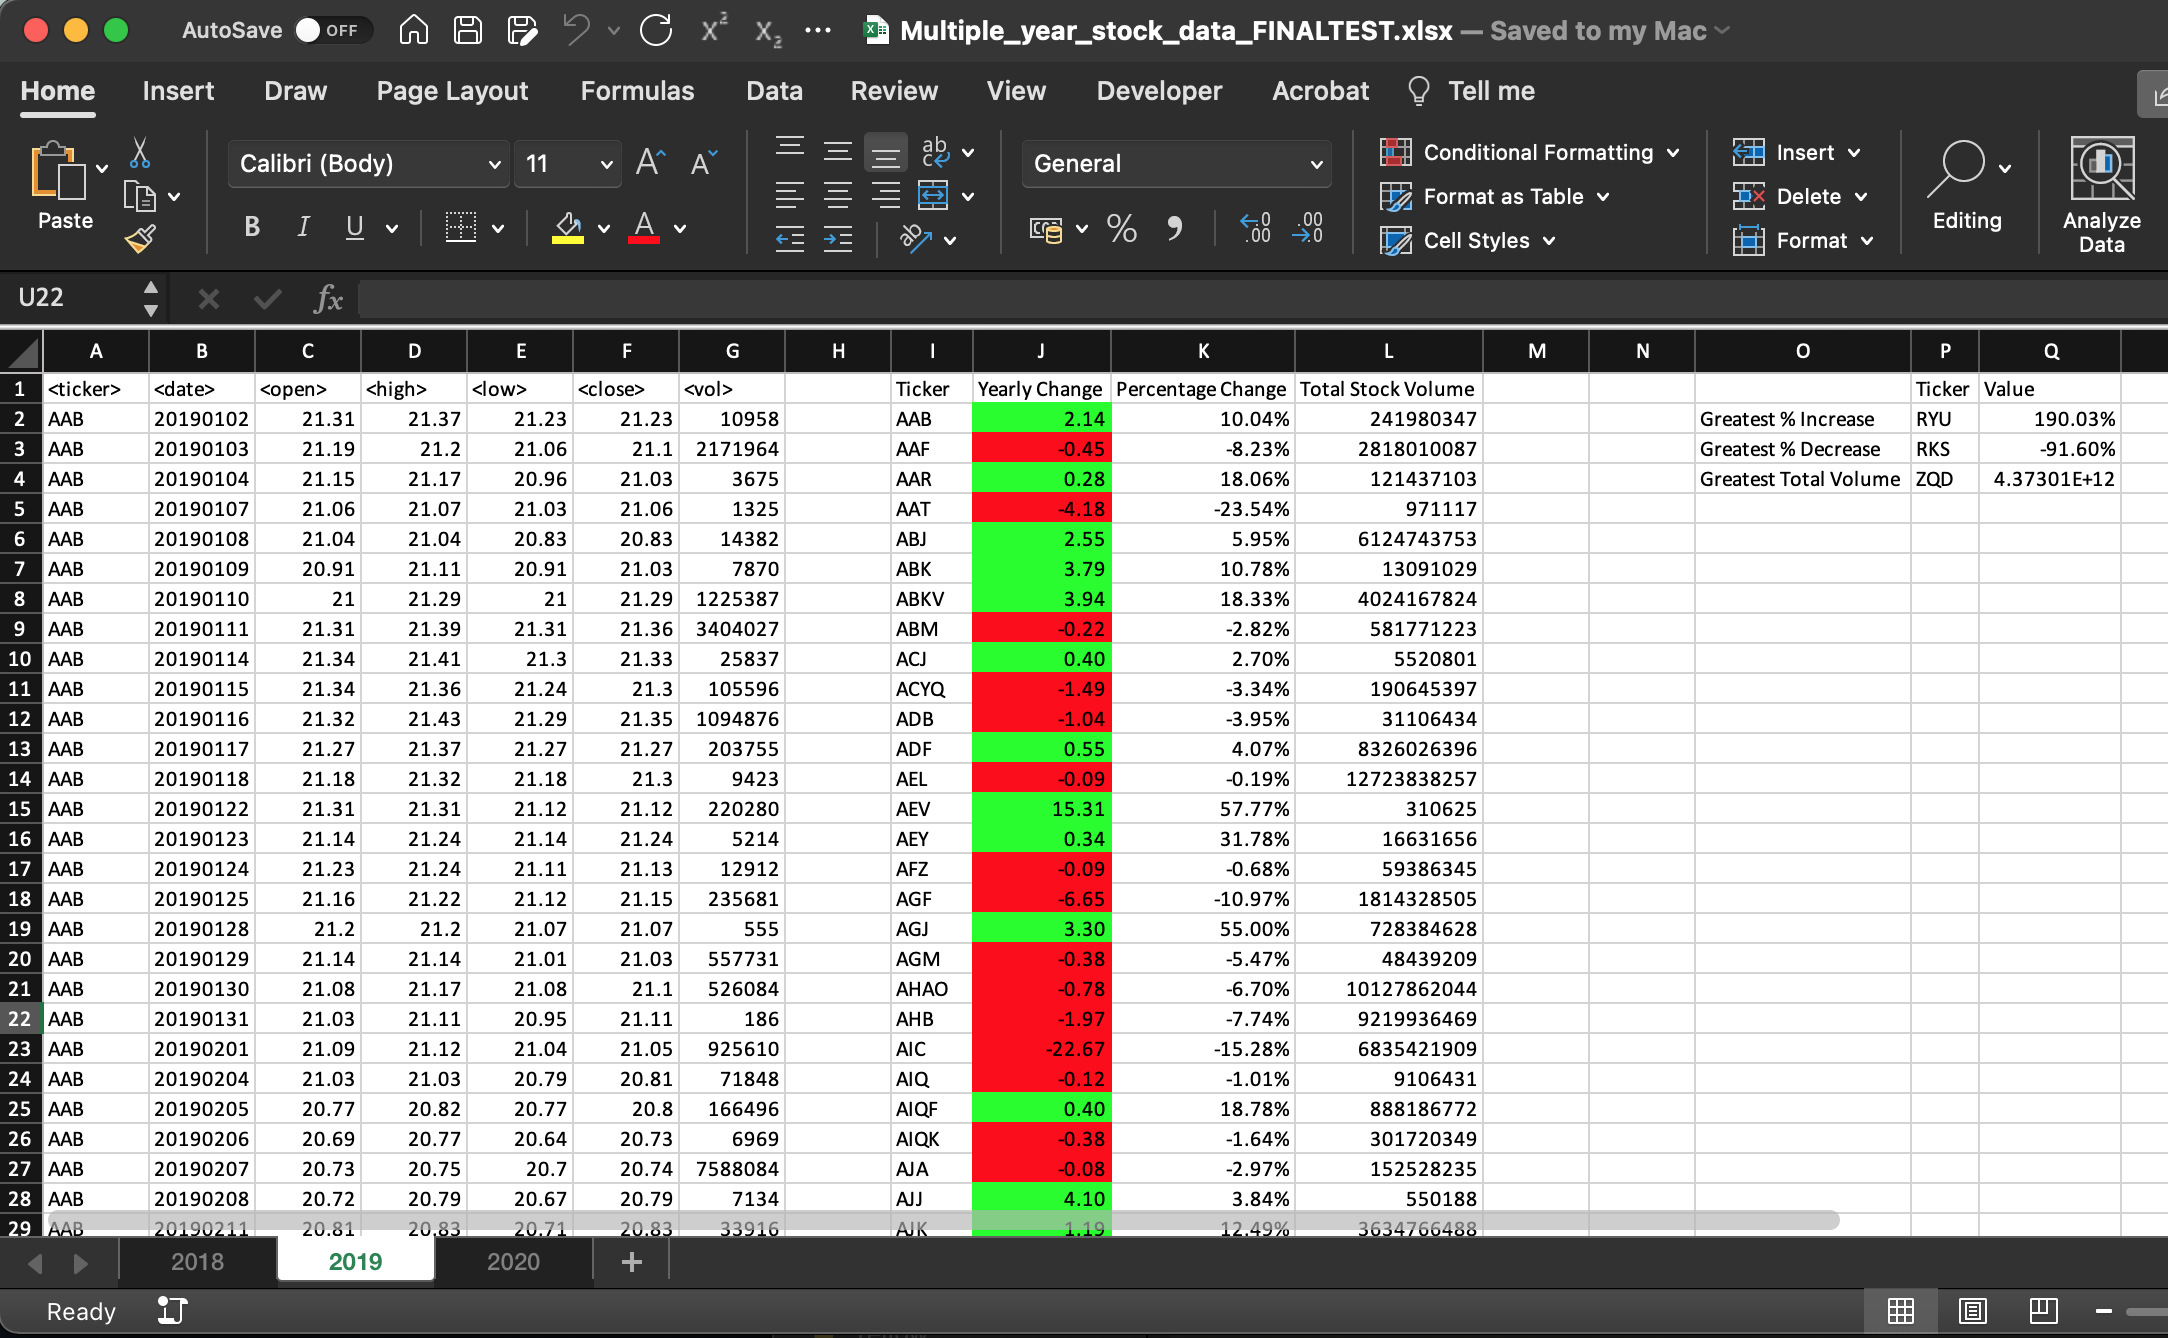 AutoSave OFF Multiple_year_stock_data_FINALTEST.xlsx — Saved to my Mac
Home Insert Draw Page Layout Formulas Data Review View Developer Acrobat Tell me
Paste Calibri (Body) 11 General Conditional Formatting Insert
Format as Table Delete
Cell Styles Format
Editing Analyze
Data
U22 fx
A B C D E F G H I J K L M N O P Q
1 <ticker> <date> <open> <high> <low> <close> <vol> Ticker Yearly Change Percentage Change Total Stock Volume Ticker Value
2 AAB 20190102 21.31 21.37 21.23 21.23 10958 AAB 2.14 10.04% 241980347 Greatest % Increase RYU 190.03%
3 AAB 20190103 21.19 21.2 21.06 21.1 2171964 AAF -0.45 -8.23% 2818010087 Greatest % Decrease RKS -91.60%
4 AAB 20190104 21.15 21.17 20.96 21.03 3675 AAR 0.28 18.06% 121437103 Greatest Total Volume ZQD 4.37301E+12
5 AAB 20190107 21.06 21.07 21.03 21.06 1325 AAT -4.18 -23.54% 971117
6 AAB 20190108 21.04 21.04 20.83 20.83 14382 ABJ 2.55 5.95% 6124743753
7 AAB 20190109 20.91 21.11 20.91 21.03 7870 ABK 3.79 10.78% 13091029
8 AAB 20190110 21 21.29 21 21.29 1225387 ABKV 3.94 18.33% 4024167824
9 AAB 20190111 21.31 21.39 21.31 21.36 3404027 ABM -0.22 -2.82% 581771223
10 AAB 20190114 21.34 21.41 21.3 21.33 25837 ACJ 0.40 2.70% 5520801
11 AAB 20190115 21.34 21.36 21.24 21.3 105596 ACYQ -1.49 -3.34% 190645397
12 AAB 20190116 21.32 21.43 21.29 21.35 1094876 ADB -1.04 -3.95% 31106434
13 AAB 20190117 21.27 21.37 21.27 21.27 203755 ADF 0.55 4.07% 8326026396
14 AAB 20190118 21.18 21.32 21.18 21.3 9423 AEL -0.09 -0.19% 12723838257
15 AAB 20190122 21.31 21.31 21.12 21.12 220280 AEV 15.31 57.77% 310625
16 AAB 20190123 21.14 21.24 21.14 21.24 5214 AEY 0.34 31.78% 16631656
17 AAB 20190124 21.23 21.24 21.11 21.13 12912 AFZ -0.09 -0.68% 59386345
18 AAB 20190125 21.16 21.22 21.12 21.15 235681 AGF -6.65 -10.97% 1814328505
19 AAB 20190128 21.2 21.2 21.07 21.07 555 AGJ 3.30 55.00% 728384628
20 AAB 20190129 21.14 21.14 21.01 21.03 557731 AGM -0.38 -5.47% 48439209
21 AAB 20190130 21.08 21.17 21.08 21.1 526084 AHAO -0.78 -6.70% 10127862044
22 AAB 20190131 21.03 21.11 20.95 21.11 186 AHB -1.97 -7.74% 9219936469
23 AAB 20190201 21.09 21.12 21.04 21.05 925610 AIC -22.67 -15.28% 6835421909
24 AAB 20190204 21.03 21.03 20.79 20.81 71848 AIQ -0.12 -1.01% 9106431
25 AAB 20190205 20.77 20.82 20.77 20.8 166496 AIQF 0.40 18.78% 888186772
26 AAB 20190206 20.69 20.77 20.64 20.73 6969 AIQK -0.38 -1.64% 301720349
27 AAB 20190207 20.73 20.75 20.7 20.74 7588084 AJA -0.08 -2.97% 152528235
28 AAB 20190208 20.72 20.79 20.67 20.79 7134 AJJ 4.10 3.84% 550188
29 AAB 20190211 20.81 20.83 20.71 20.83 33916 AJK 1.19 12.49% 3634766488
2018 2019 2020 +
Ready